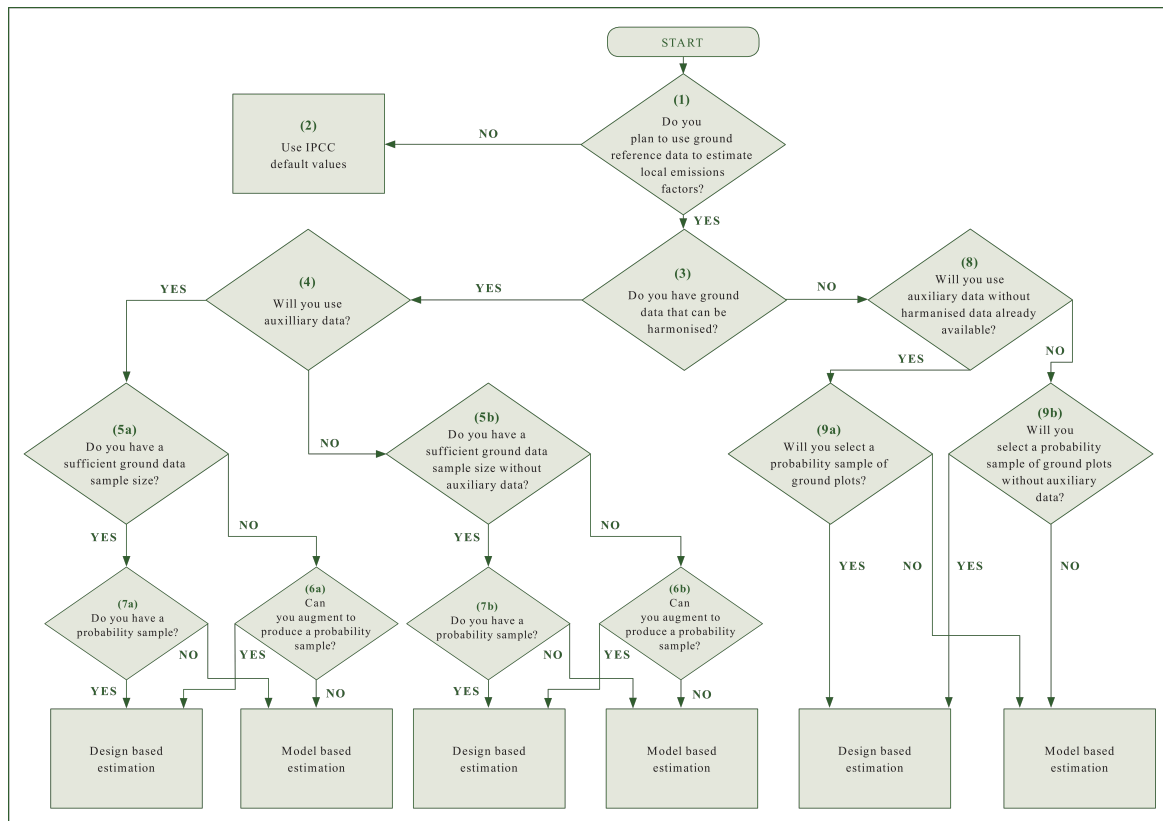 START
(1)
Do you
plan to use ground
reference data to estimate
local emissions
factors?
NO
(2)
Use IPCC
default values
YES
(3)
Do you have ground
data that can be
harmonised?
YES
NO
(4)
Will you use
auxilliary data?
YES
NO
(8)
Will you use
auxiliary data without
harmanised data already
available?
YES
NO
(5a)
Do you have a
sufficient ground data
sample size?
YES
NO
(5b)
Do you have a
sufficient ground data
sample size without
auxiliary data?
YES
NO
(9a)
Will you select a
probability sample of
ground plots?
YES
NO
(9b)
Will you
select a probability
sample of ground plots
without auxiliary
data?
YES
NO
(7a)
Do you have a
probability sample?
YES
NO
(6a)
Can
you augment to
produce a probability
sample?
YES
NO
(7b)
Do you have a
probability sample?
YES
NO
(6b)
Can
you augment to
produce a probability
sample?
YES
NO
Design based
estimation
Model based
estimation
Design based
estimation
Model based
estimation
Design based
estimation
Model based
estimation